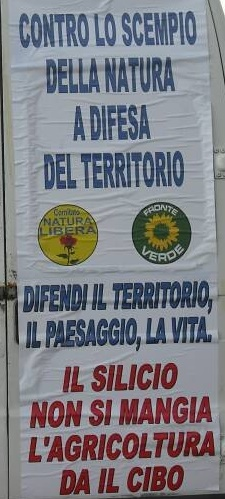 CONTRO LO SCEMPIO
DELLA NATURA
A DIFESA
DEL TERRITORIO
Comitato
NATURA
LIBERA
FRONTE
VERDE
DIFENDI IL TERRITORIO,
IL PAESAGGIO, LA VITA.
IL SILICIO
NON SI MANGIA
L'AGRICOLTURA
DA IL CIBO